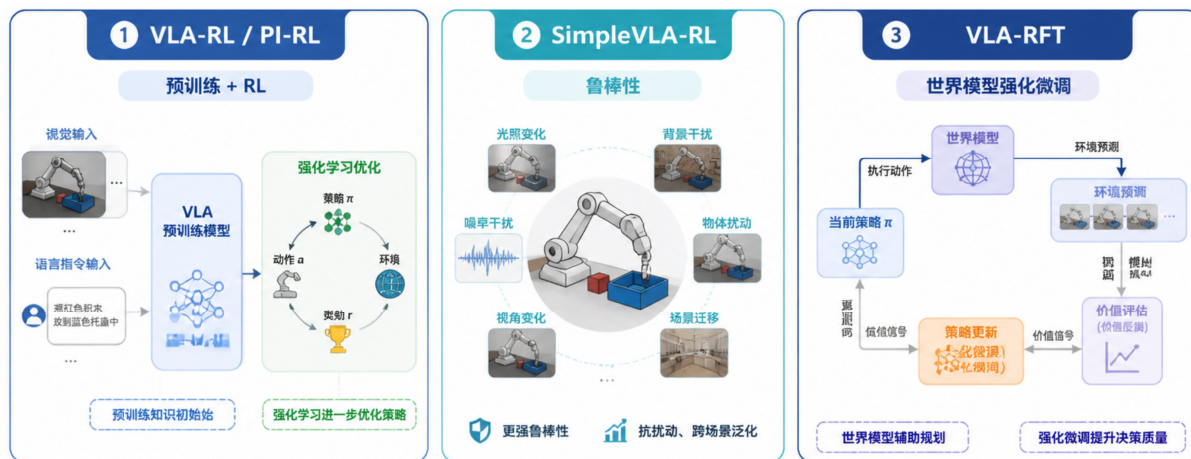 1 VLA-RL / PI-RL
预训练 + RL
视觉输入
...
...
语言指令输入
...
VLA
预训练模型
强化学习优化
策略 π
动作 a
环境
r
预训练知识初始始
强化学习进一步优化策略
2 SimpleVLA-RL
鲁棒性
光照变化
背景干扰
干扰
物体扰动
视角变化
场景迁移
...
更强鲁棒性
抗扰动、跨场景泛化
3 VLA-RFT
世界模型强化微调
世界模型
执行动作
环境预测
环境预
...
当前策略 π
价值评估
策略更新
价值信号
值信号
世界模型辅助规划
强化微调提升决策质量